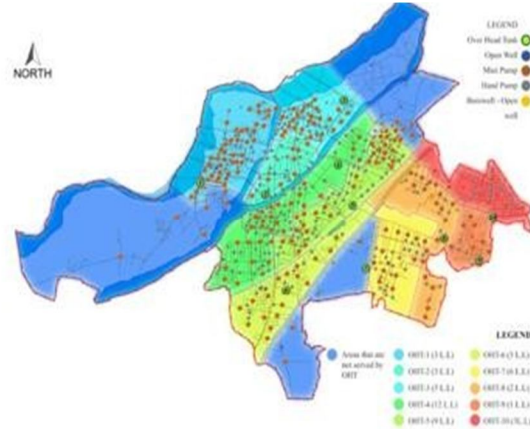 NORTH
LEGEND
Over Head Tank
Open Well
Mini Pump
Hand Pump
Borewell - Open
well
LEGEND
Areas that are
not served by
OHT
OHT-1 (3 L.L)
OHT-2 (3 L.L)
OHT-3 (5 L.L)
OHT-4 (12 L.L)
OHT-5 (9 L.L)
OHT-6 (5 L.L)
OHT-7 (6 L.L)
OHT-8 (2 L.L)
OHT-9 (1 L.L)
OHT-10 (3L.L)